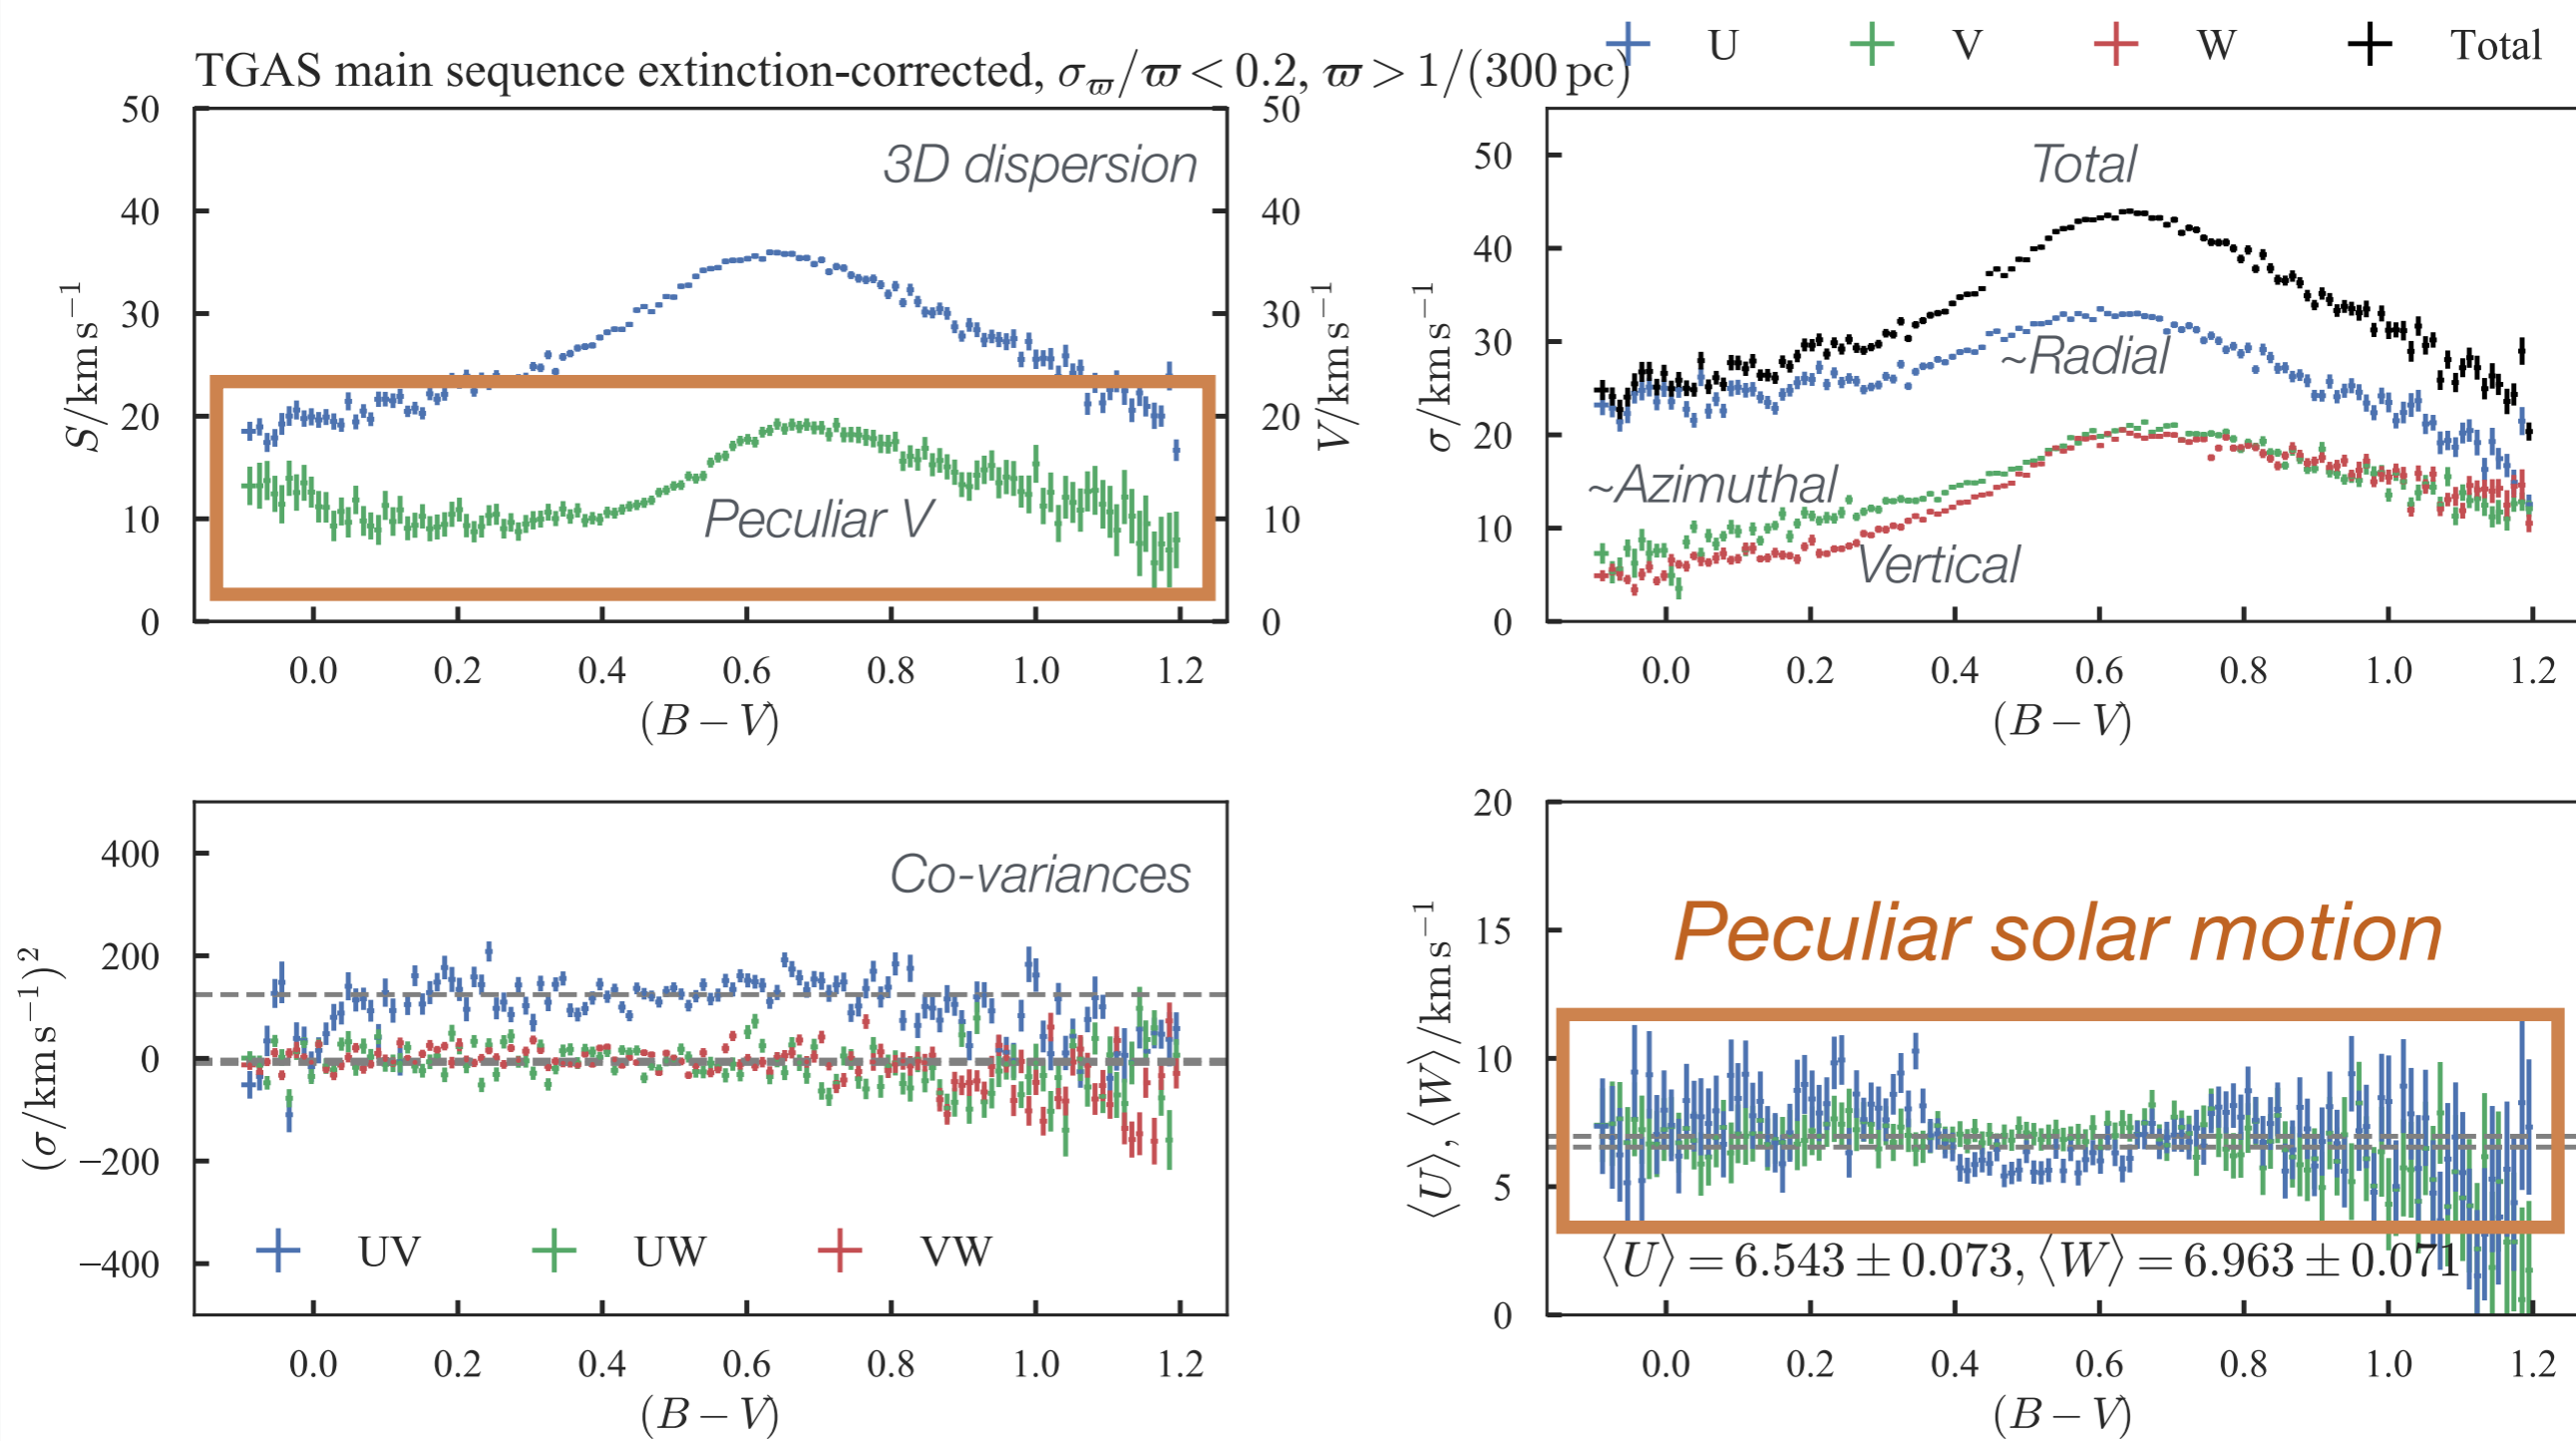 TGAS main sequence extinction-corrected, σ_ϖ/ϖ < 0.2, ϖ > 1/(300 pc)
U V W Total
50
40
30
20
10
0
S/km s⁻¹
3D dispersion
Peculiar V
50
40
30
20
10
0
V/km s⁻¹
0.0 0.2 0.4 0.6 0.8 1.0 1.2
(B − V)
50
40
30
20
10
0
σ/km s⁻¹
Total
~Radial
~Azimuthal
Vertical
0.0 0.2 0.4 0.6 0.8 1.0 1.2
(B − V)
400
200
0
−200
−400
(σ/km s⁻¹)²
Co-variances
UV UW VW
0.0 0.2 0.4 0.6 0.8 1.0 1.2
(B − V)
20
15
10
5
0
⟨U⟩, ⟨W⟩/km s⁻¹
Peculiar solar motion
⟨U⟩ = 6.543 ± 0.073, ⟨W⟩ = 6.963 ± 0.071
0.0 0.2 0.4 0.6 0.8 1.0 1.2
(B − V)